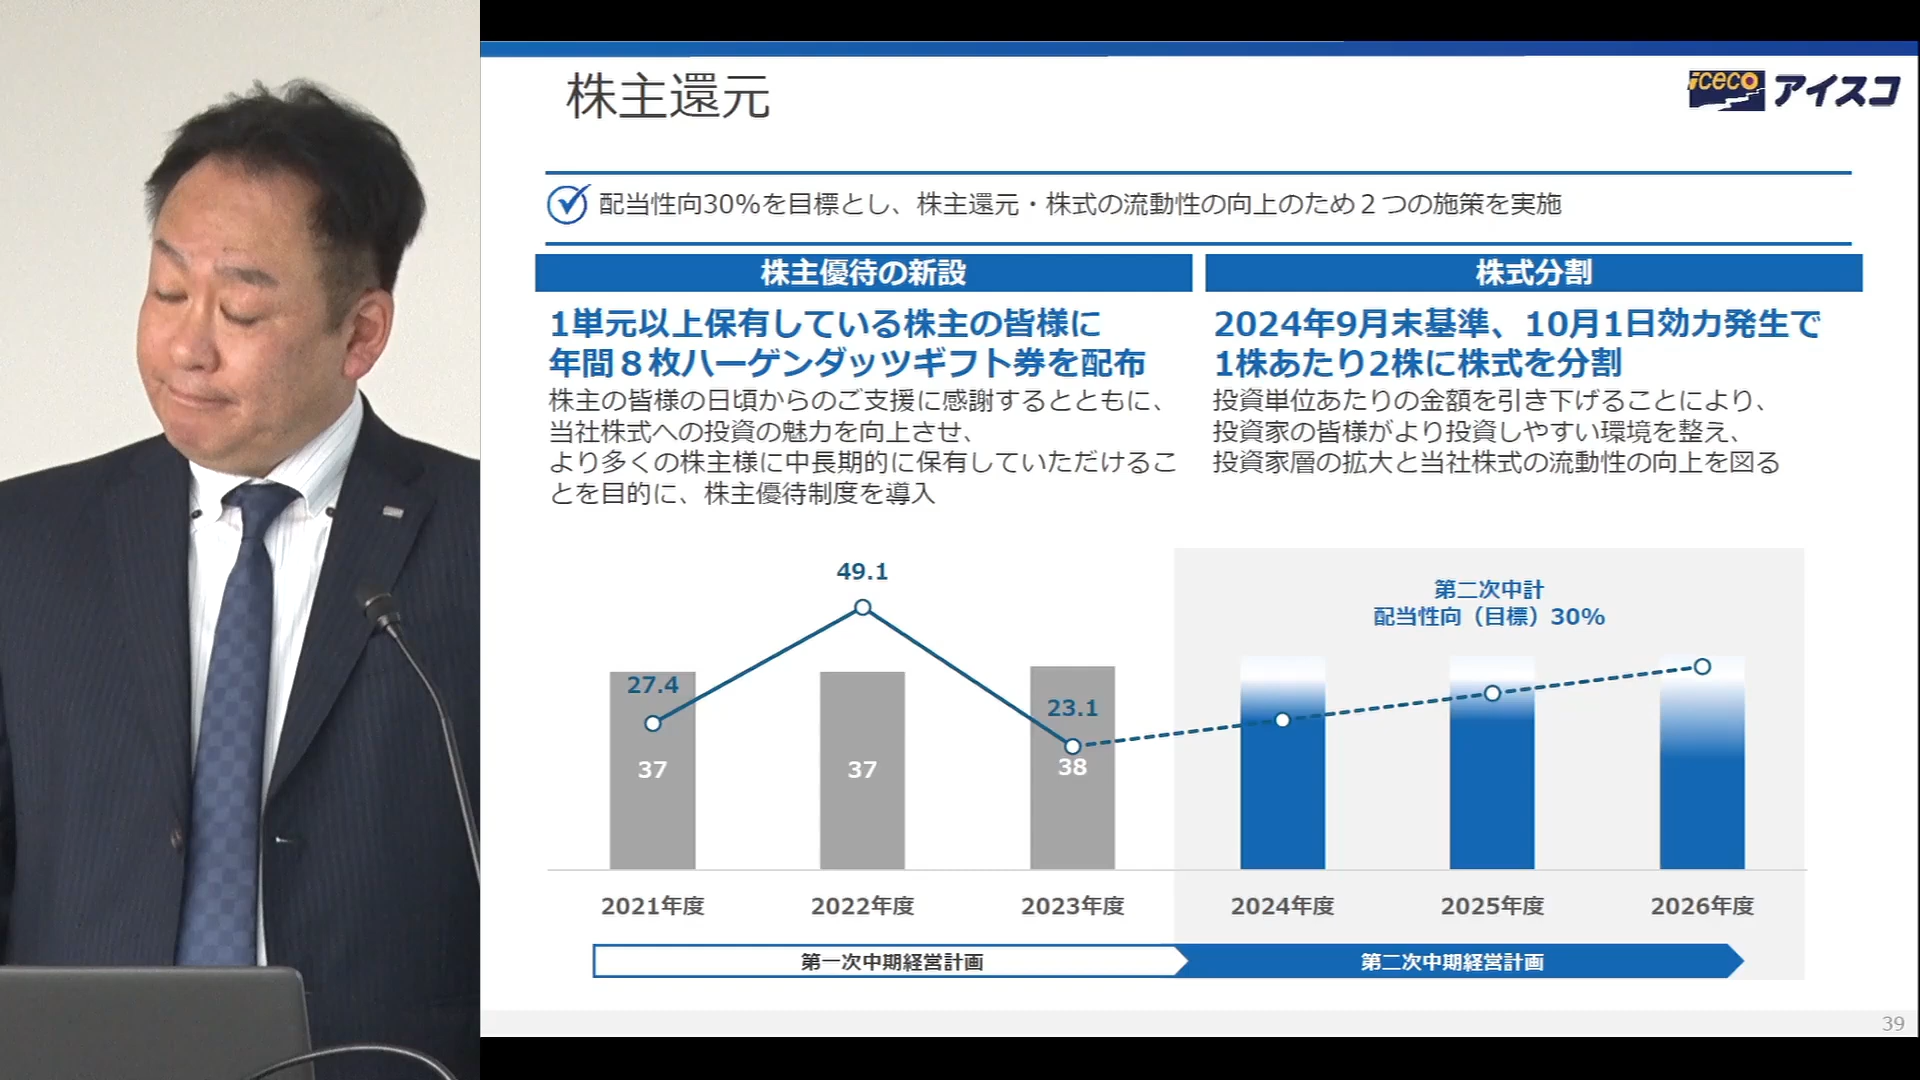 株主還元
iceco アイスコ
配当性向30%を目標とし、株主還元・株式の流動性の向上のため２つの施策を実施
株主優待の新設
1単元以上保有している株主の皆様に
年間８枚ハーゲンダッツギフト券を配布
株主の皆様の日頃からのご支援に感謝するとともに、
当社株式への投資の魅力を向上させ、
より多くの株主様に中長期的に保有していただけるこ
とを目的に、株主優待制度を導入
株式分割
2024年9月末基準、10月1日効力発生で
1株あたり2株に株式を分割
投資単位あたりの金額を引き下げることにより、
投資家の皆様がより投資しやすい環境を整え、
投資家層の拡大と当社株式の流動性の向上を図る
49.1
27.4
23.1
37
37
38
第二次中計
配当性向（目標）30%
2021年度
2022年度
2023年度
2024年度
2025年度
2026年度
第一次中期経営計画
第二次中期経営計画
39